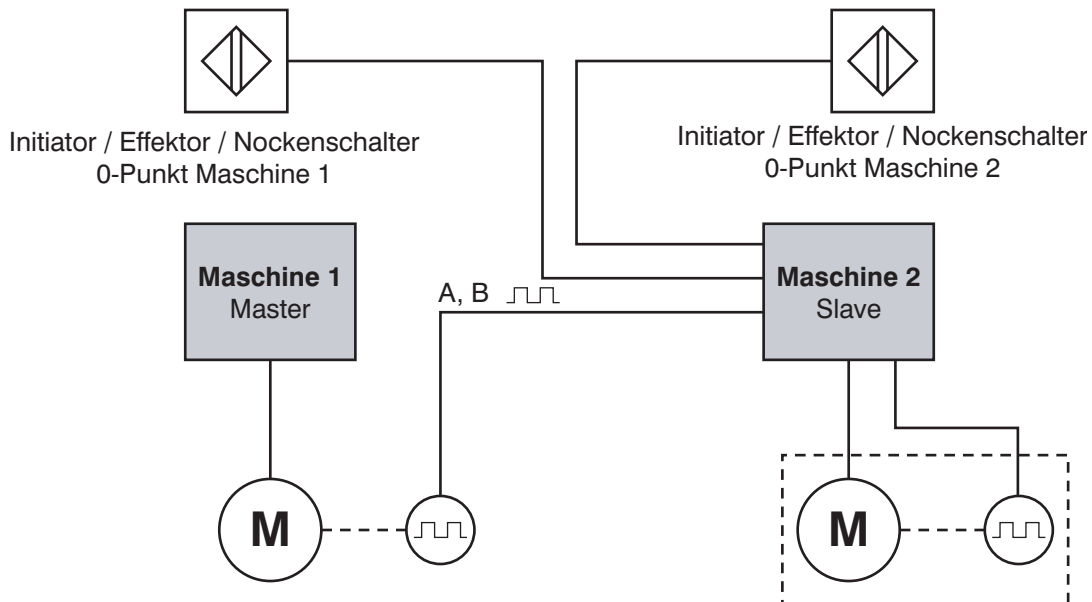 Initiator / Effektor / Nockenschalter
0-Punkt Maschine 1
Initiator / Effektor / Nockenschalter
0-Punkt Maschine 2
Maschine 1
Master
A, B
Maschine 2
Slave
M
M